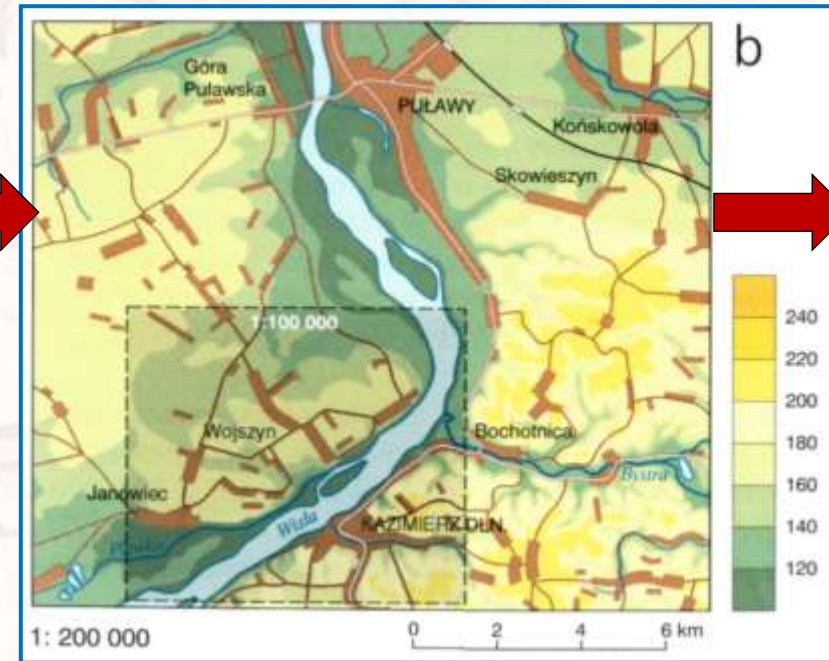 b
Góra
Puławska
PUŁAWY
Końskowola
Skowieszyn
1:100 000
Wojszyn
Bochotnica
Bystra
Janowiec
Wisła
KAZIMIERZ DLN.
240
220
200
180
160
140
120
1: 200 000
0 2 4 6 km